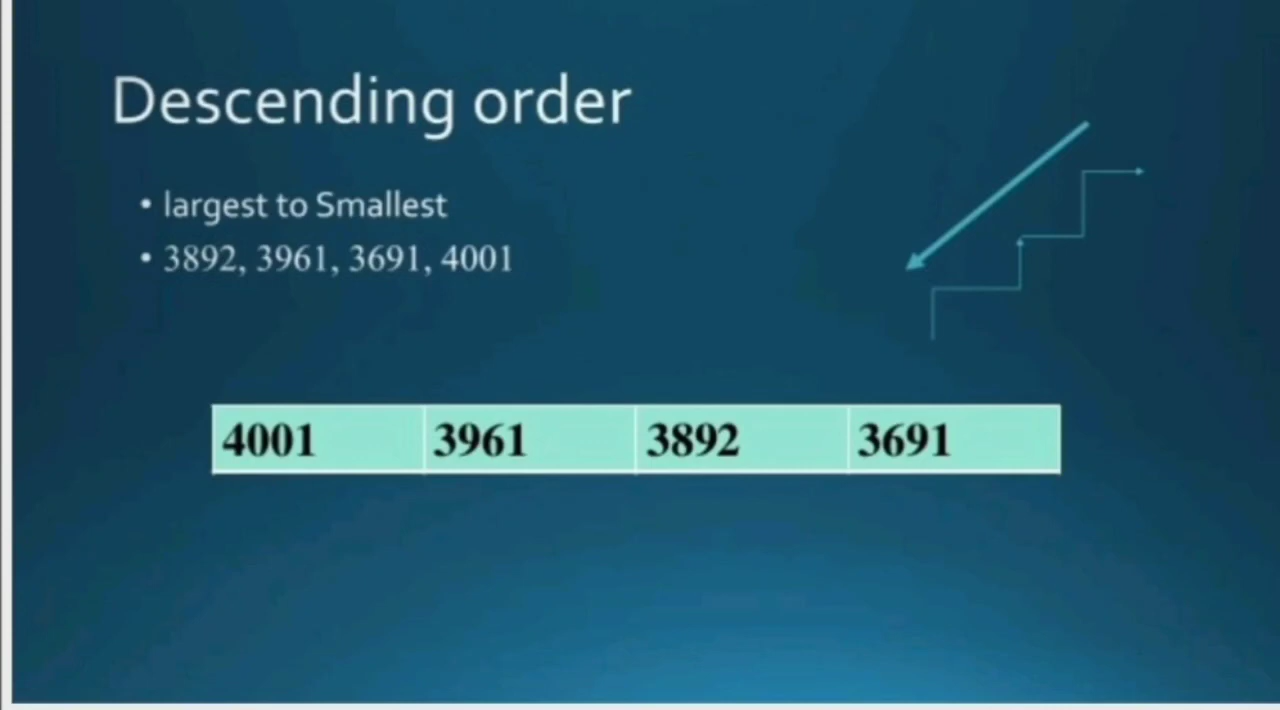 Descending order
• largest to Smallest
• 3892, 3961, 3691, 4001
4001 3961 3892 3691